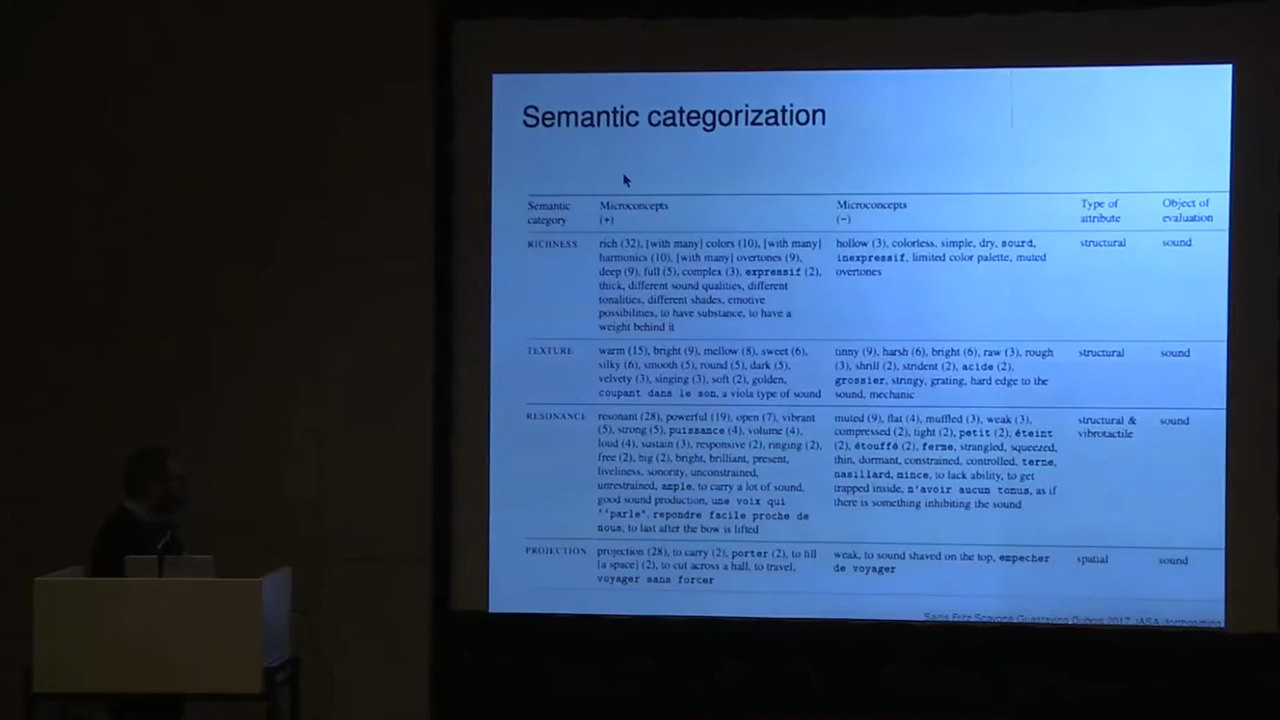 Semantic categorization
Semantic category
Microconcepts (+)
Microconcepts (−)
Type of attribute
Object of evaluation
RICHNESS
rich (32), [with many] colors (10), [with many]
harmonics (10), [with many] overtones (9),
deep (9), full (5), complex (3), expressif (2),
thick, different sound qualities, different
tonalities, different shades, emotive
possibilities, to have substance, to have a
weight behind it
hollow (3), colorless, simple, dry, sourd,
inexpressif, limited color palette, muted
overtones
structural
sound
TEXTURE
warm (15), bright (9), mellow (8), sweet (6),
silky (6), smooth (5), round (5), dark (5),
velvety (3), singing (3), soft (2), golden,
coupant dans le son, a viola type of sound
tinny (9), harsh (6), bright (6), raw (3), rough
(3), shrill (2), strident (2), acide (2),
grossier, stringy, grating, hard edge to the
sound, mechanic
structural
sound
RESONANCE
resonant (28), powerful (19), open (7), vibrant
(5), strong (5), puissance (4), volume (4),
loud (4), sustain (3), responsive (2), ringing (2),
free (2), big (2), bright, brilliant, present,
liveliness, sonority, unconstrained,
unrestrained, ample, to carry a lot of sound,
good sound production, une voix qui
''parle", repondre facile proche de
nous, to last after the bow is lifted
muted (9), flat (4), muffled (3), weak (3),
compressed (2), tight (2), petit (2), éteint
(2), étouffé (2), ferme, strangled, squeezed,
thin, dormant, constrained, controlled, terne,
nasillard, mince, to lack ability, to get
trapped inside, n'avoir aucun tonus, as if
there is something inhibiting the sound
structural &
vibrotactile
sound
PROJECTION
projection (28), to carry (2), porter (2), to fill
[a space] (2), to cut across a hall, to travel,
voyager sans forcer
weak, to sound shaved on the top, empecher
de voyager
spatial
sound
Fritz Scavone Dubois 2017